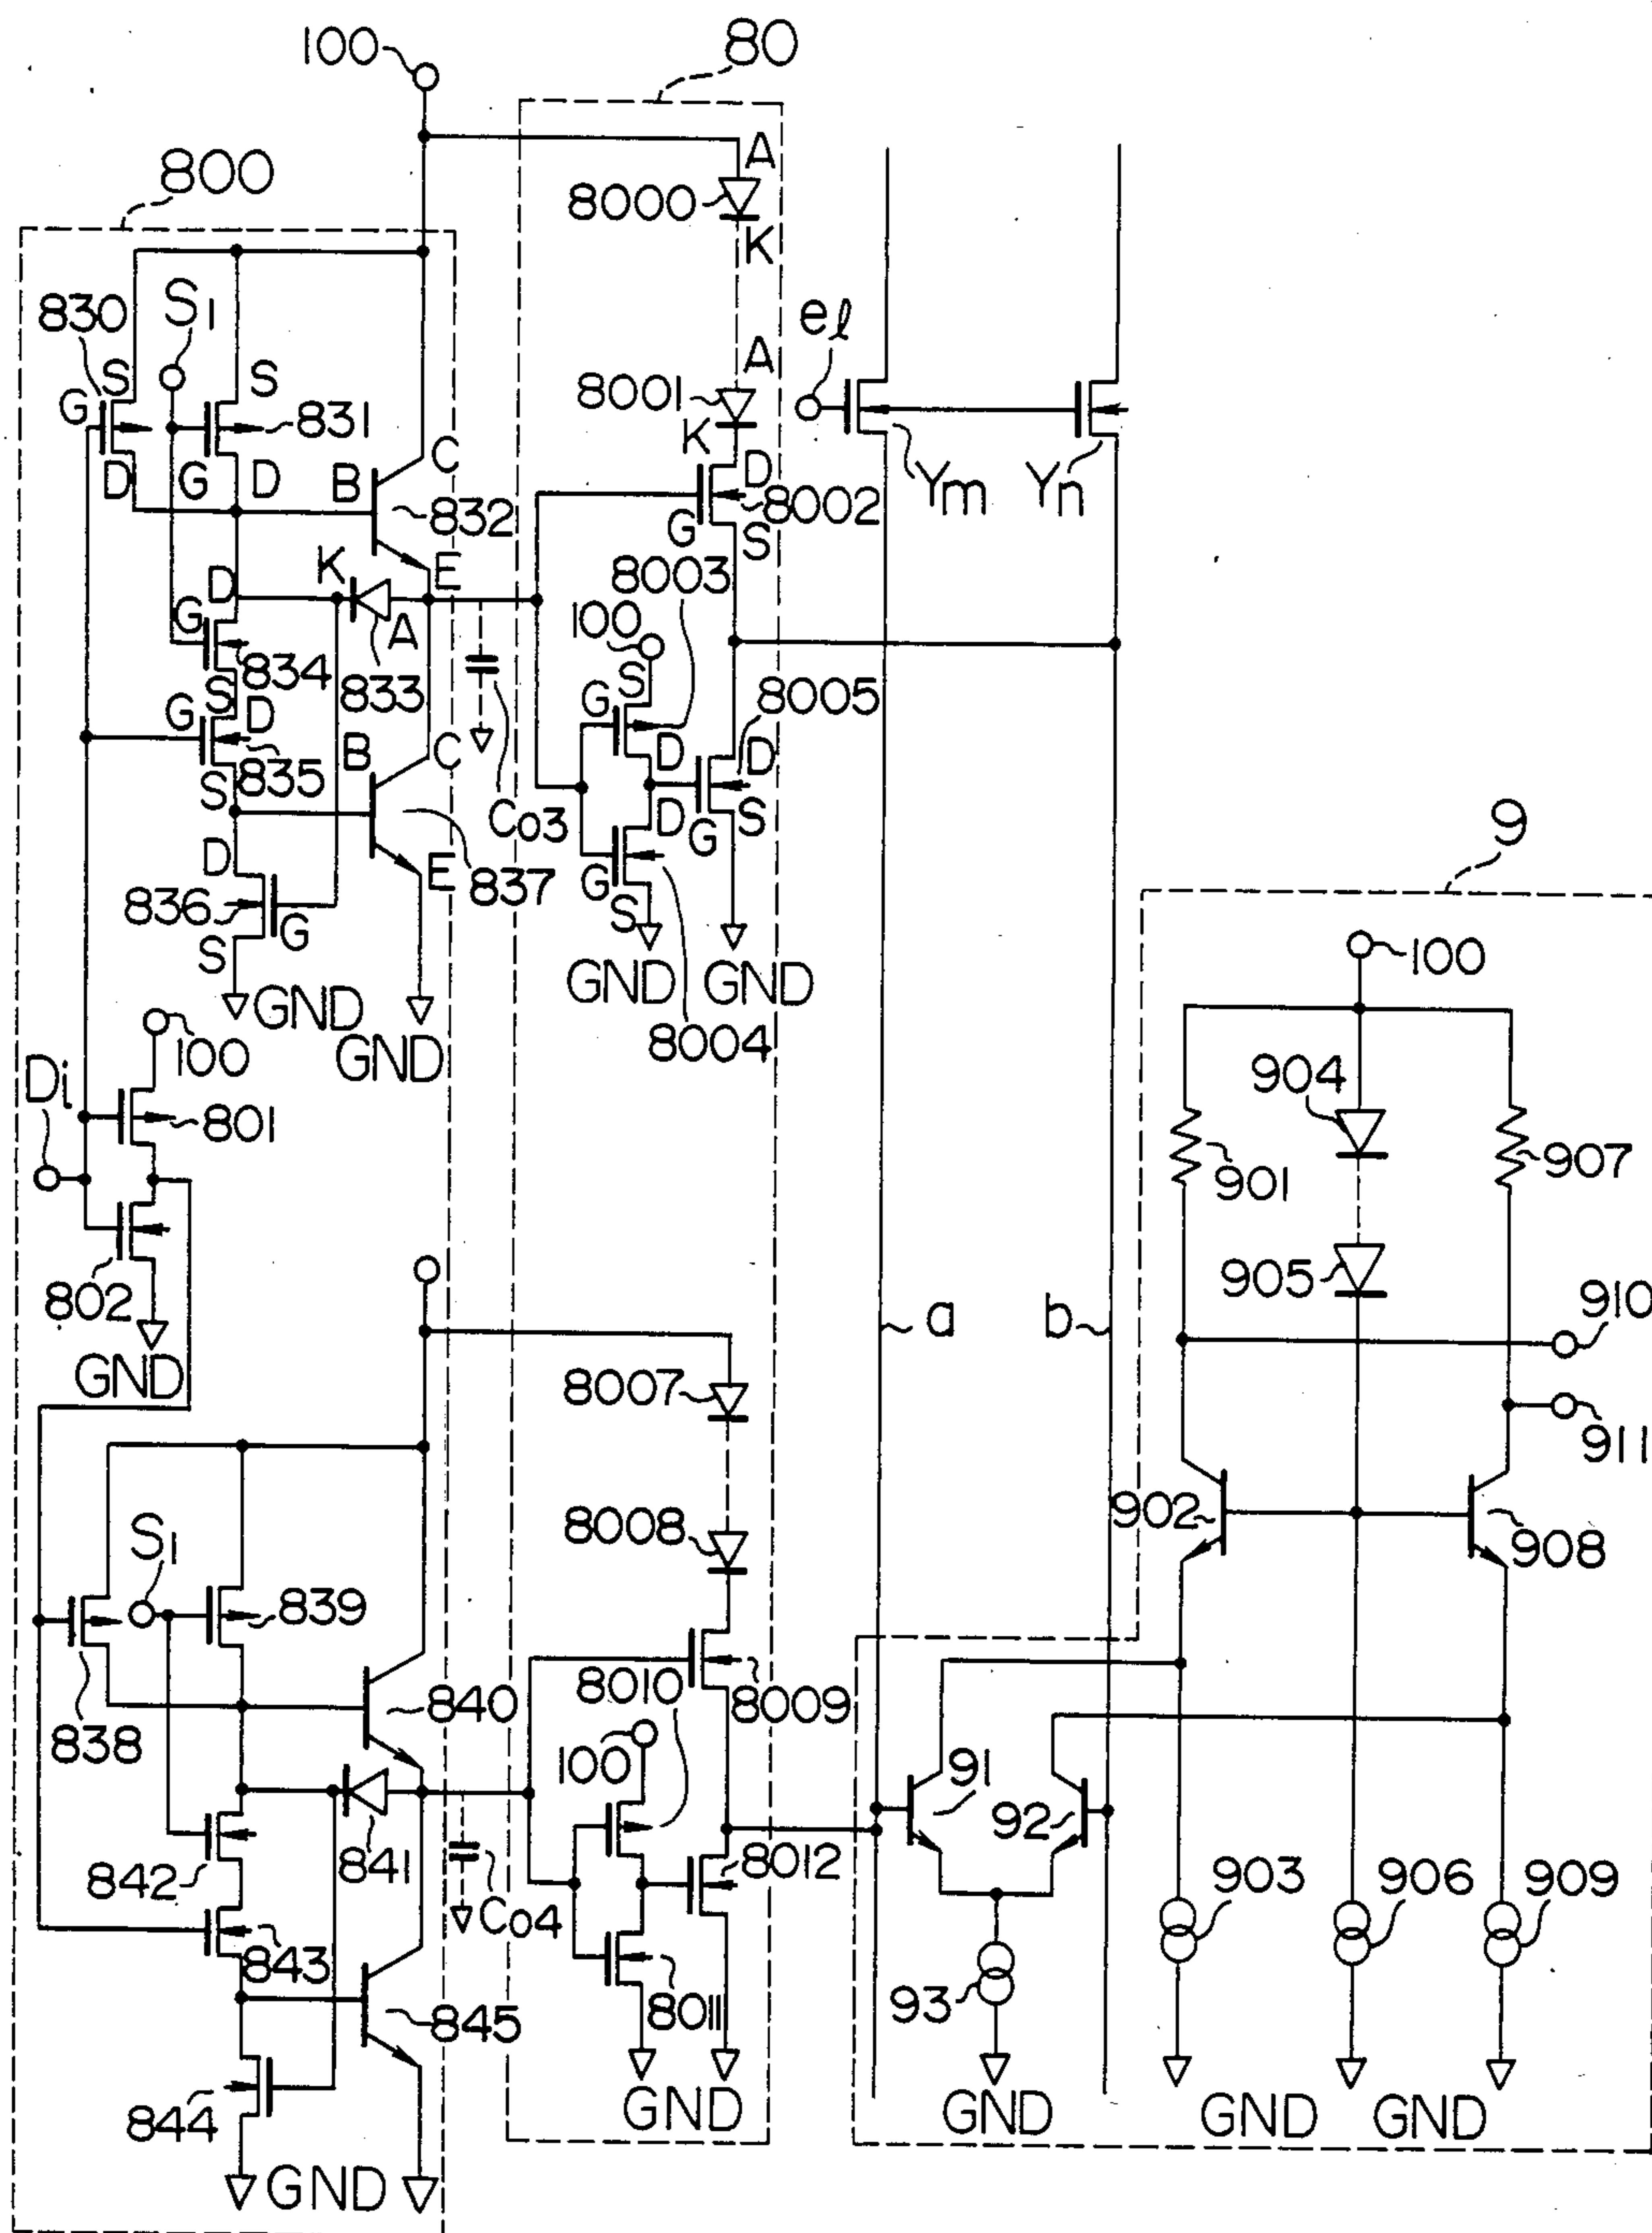 100
80
800
A
8000
K
830
S1
S
S
el
A
8001
G
831
K
C
D
G
D
B
D
8002
Ym
Yn
832
G
S
K
E
8003
D
G
A
100
834
833
S
S
8005
G
D
G
B
C
D
D
835
S
Co3
D
S
G
9
D
E
837
G
836
G
S
S
GND
GND
100
GND
100
GND
8004
Di
904
801
901
907
905
910
802
a
b
GND
8007
911
902
S1
8008
908
839
8010
840
8009
838
100
91
92
841
8012
903
906
909
842
Co4
843
93
8011
845
844
GND
GND
GND
GND
GND